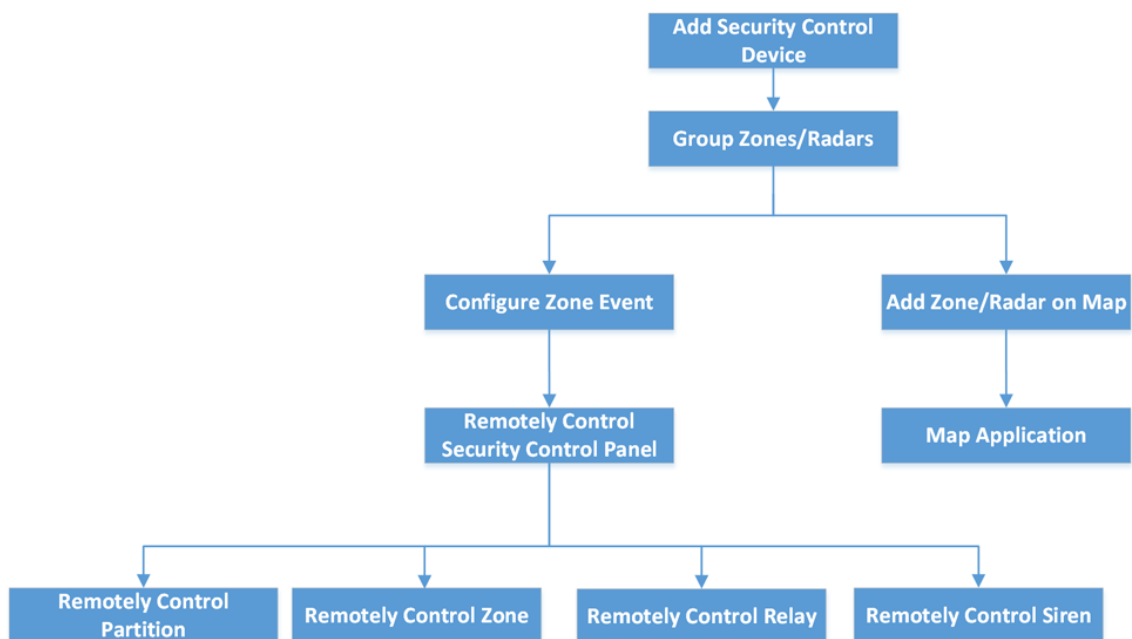 Add Security Control
Device
Group Zones/Radars
Configure Zone Event
Add Zone/Radar on Map
Remotely Control
Security Control Panel
Map Application
Remotely Control
Partition
Remotely Control Zone
Remotely Control Relay
Remotely Control Siren